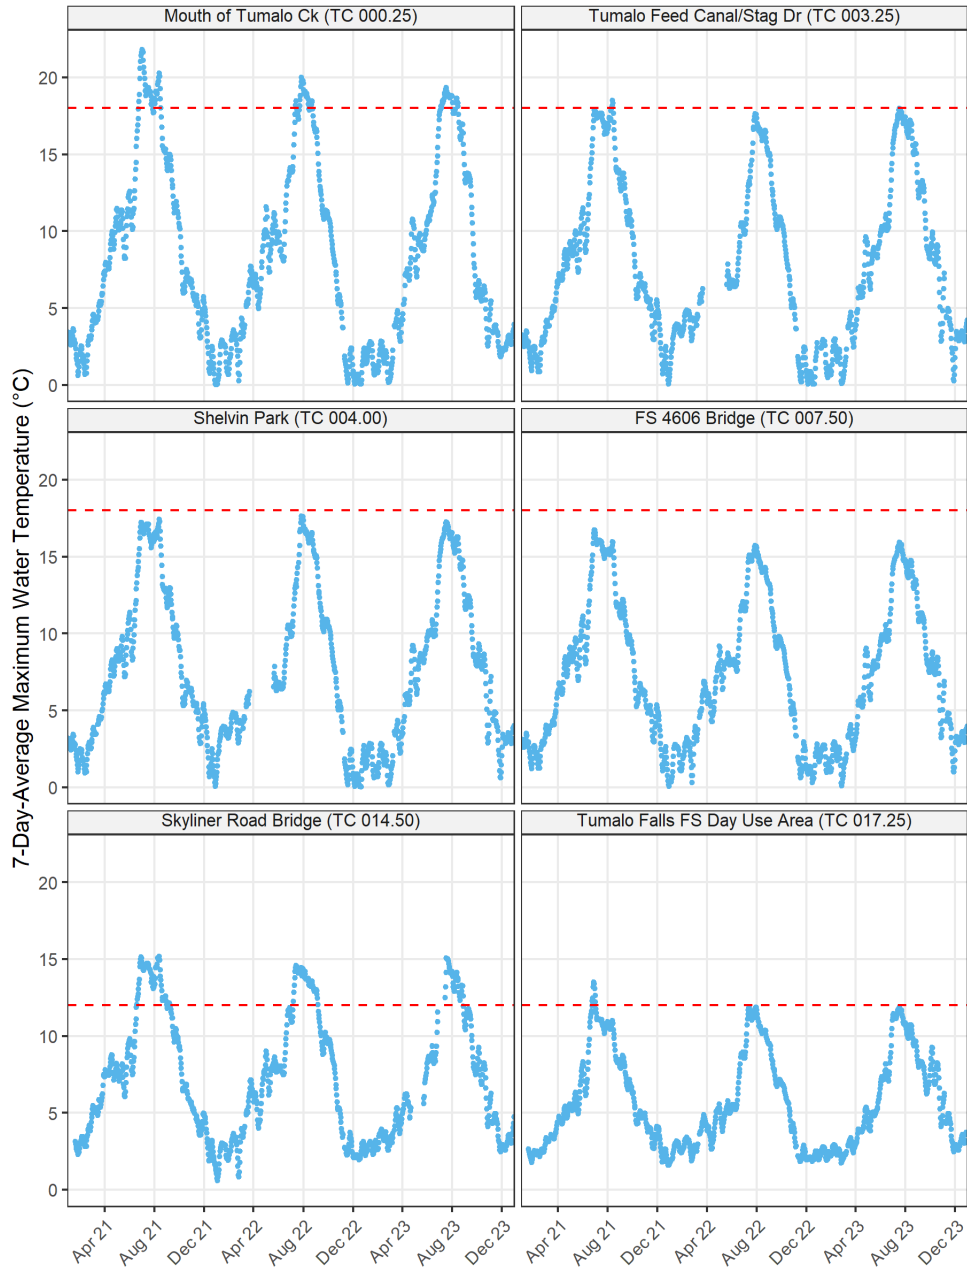 Mouth of Tumalo Ck (TC 000.25)
Tumalo Feed Canal/Stag Dr (TC 003.25)
20
15
10
5
0
Shelvin Park (TC 004.00)
FS 4606 Bridge (TC 007.50)
20
15
10
5
0
7-Day-Average Maximum Water Temperature (°C)
Skyliner Road Bridge (TC 014.50)
Tumalo Falls FS Day Use Area (TC 017.25)
20
15
10
5
0
Apr 21
Aug 21
Dec 21
Apr 22
Aug 22
Dec 22
Apr 23
Aug 23
Dec 23
Apr 21
Aug 21
Dec 21
Apr 22
Aug 22
Dec 22
Apr 23
Aug 23
Dec 23